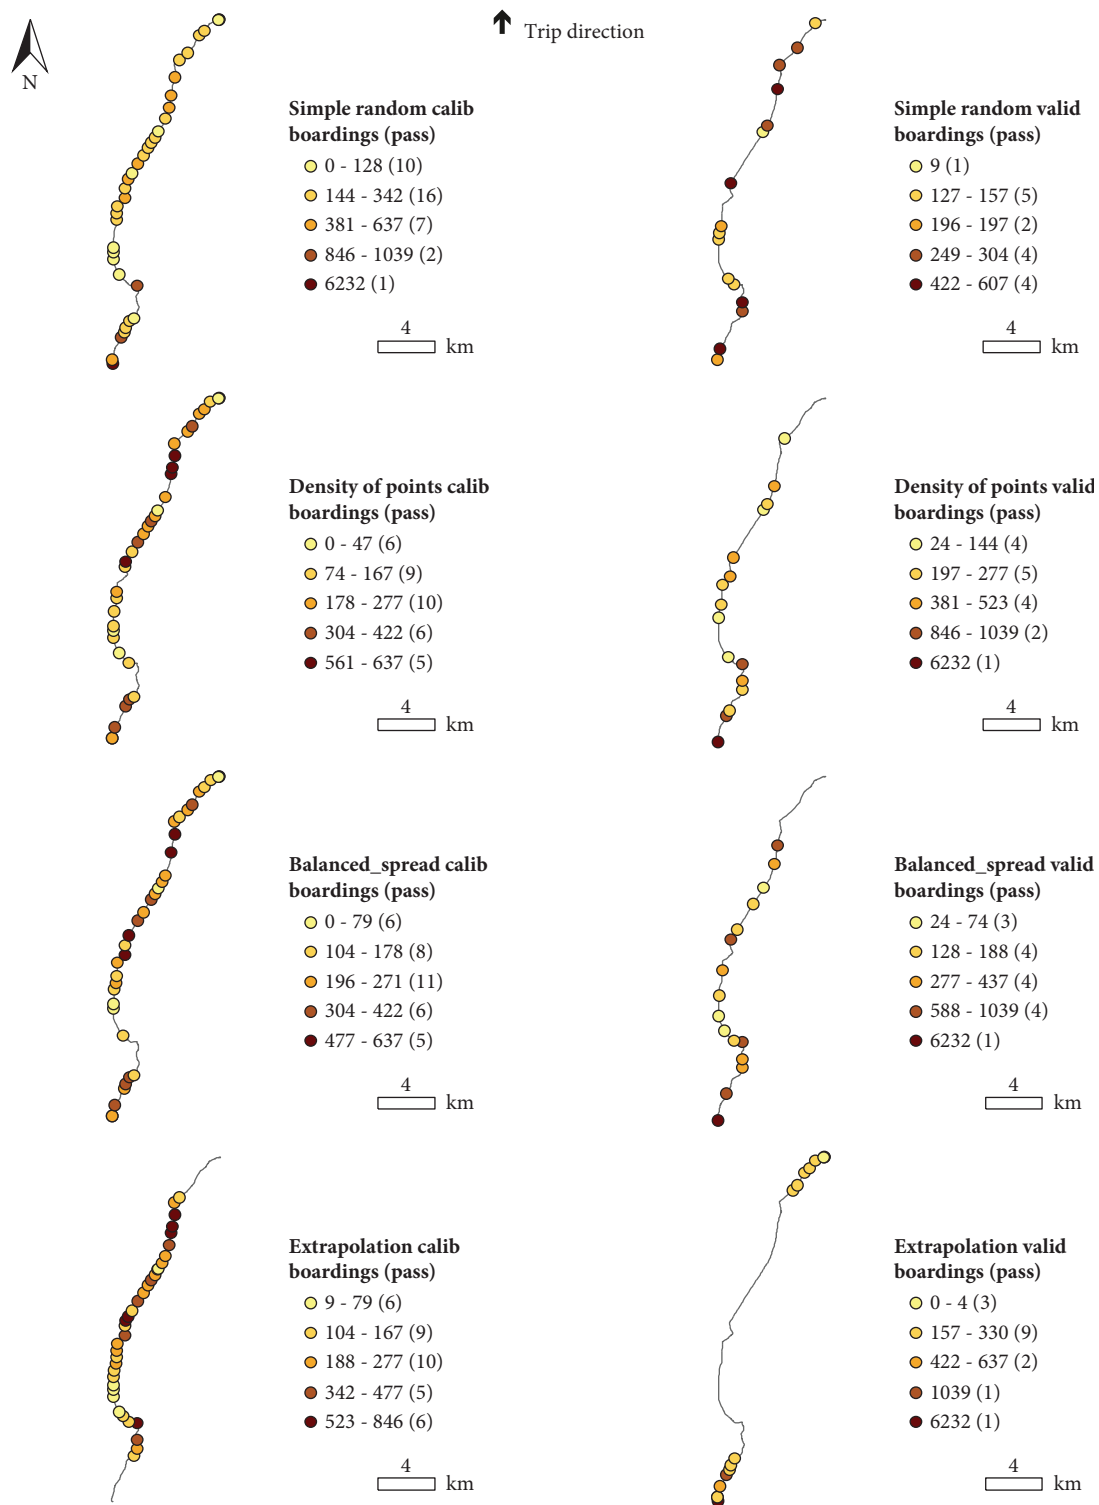 N
Trip direction
Simple random calib
boardings (pass)
0 - 128 (10)
144 - 342 (16)
381 - 637 (7)
846 - 1039 (2)
6232 (1)
4
km
Simple random valid
boardings (pass)
9 (1)
127 - 157 (5)
196 - 197 (2)
249 - 304 (4)
422 - 607 (4)
4
km
Density of points calib
boardings (pass)
0 - 47 (6)
74 - 167 (9)
178 - 277 (10)
304 - 422 (6)
561 - 637 (5)
4
km
Density of points valid
boardings (pass)
24 - 144 (4)
197 - 277 (5)
381 - 523 (4)
846 - 1039 (2)
6232 (1)
4
km
Balanced_spread calib
boardings (pass)
0 - 79 (6)
104 - 178 (8)
196 - 271 (11)
304 - 422 (6)
477 - 637 (5)
4
km
Balanced_spread valid
boardings (pass)
24 - 74 (3)
128 - 188 (4)
277 - 437 (4)
588 - 1039 (4)
6232 (1)
4
km
Extrapolation calib
boardings (pass)
9 - 79 (6)
104 - 167 (9)
188 - 277 (10)
342 - 477 (5)
523 - 846 (6)
4
km
Extrapolation valid
boardings (pass)
0 - 4 (3)
157 - 330 (9)
422 - 637 (2)
1039 (1)
6232 (1)
4
km